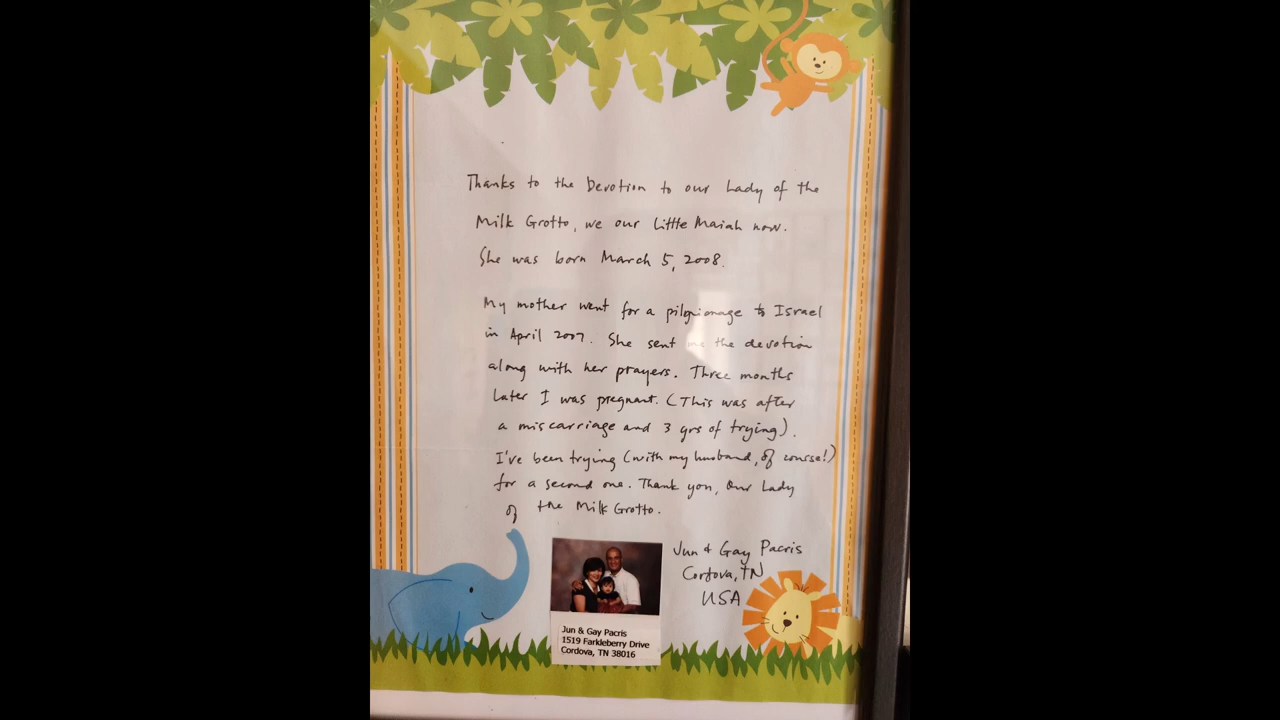 Thanks to the Devotion to our Lady of the
Milk Grotto, we our little Maiah now.
She was born March 5, 2008.
My mother went for a pilgrimage to Israel
in April 2007. She sent me the devotion
along with her prayers. Three months
later I was pregnant. (This was after
a miscarriage and 3 yrs of trying).
I've been trying (with my husband, of course!)
for a second one. Thank you, Our Lady
of the Milk Grotto.
Jun & Gay Pacris
Cordova, TN
USA
Jun & Gay Pacris
1519 Farkleberry Drive
Cordova, TN 38016